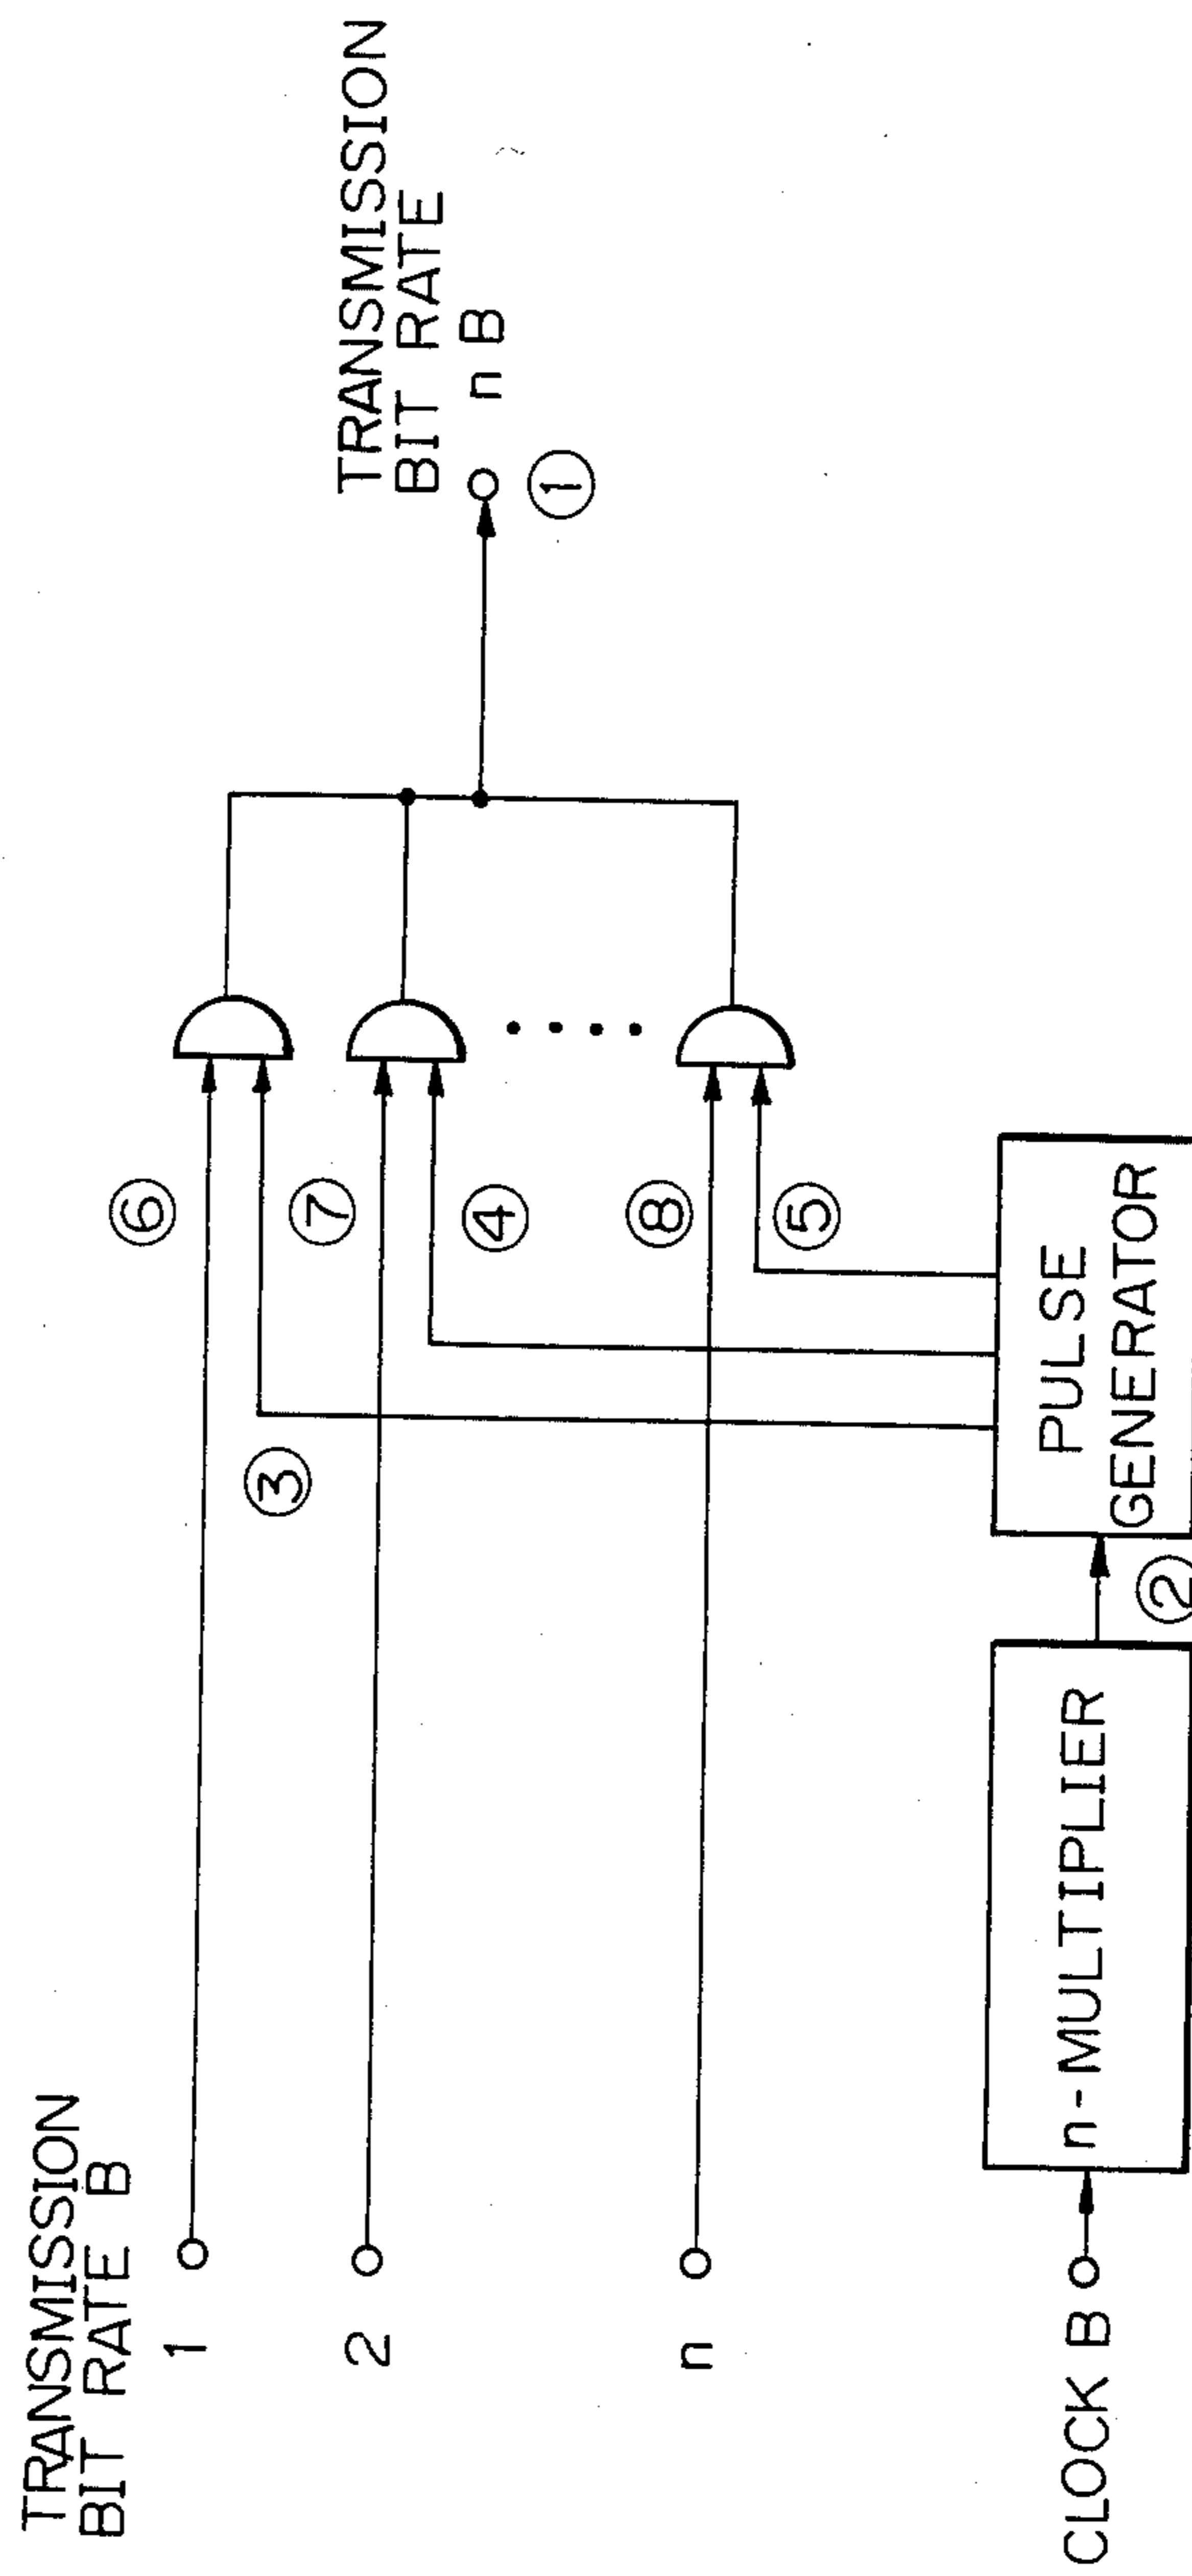 TRANSMISSION
BIT RATE B
1
2
n
CLOCK B
n-MULTIPLIER
②
PULSE
GENERATOR
③
⑥
⑦
④
⑧
⑤
TRANSMISSION
BIT RATE
n B
①